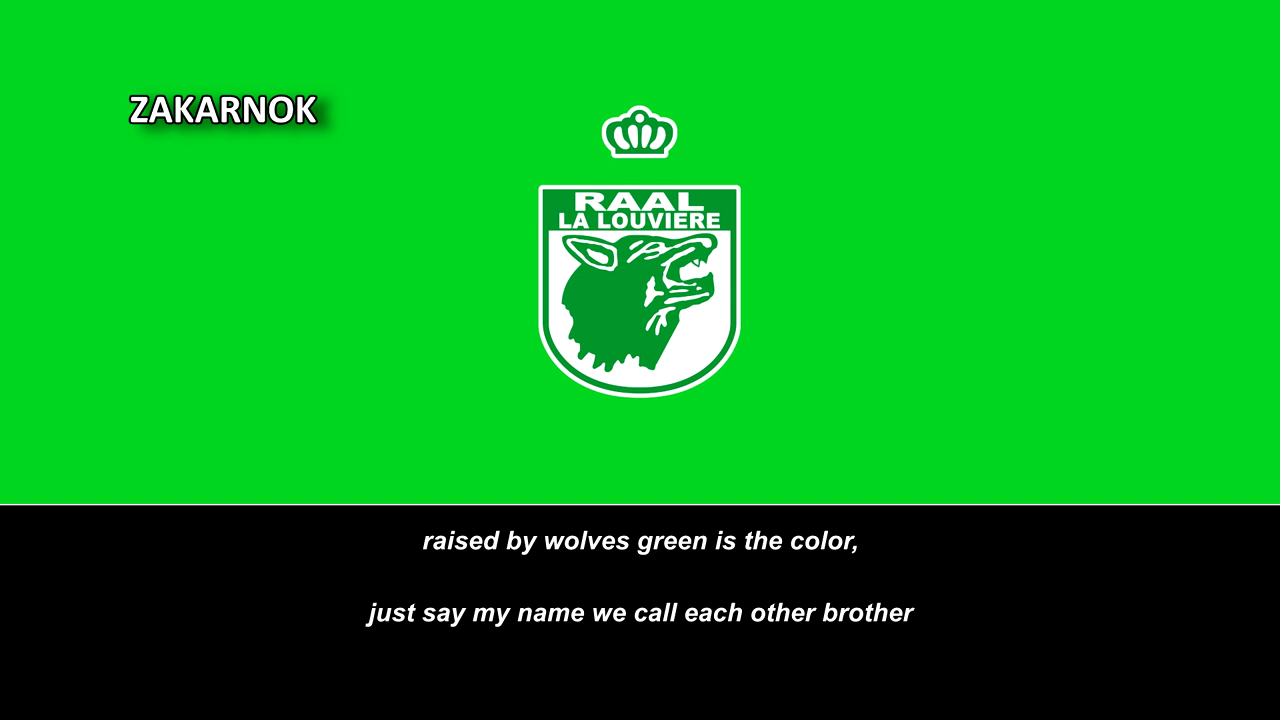 ZAKARNOK
RAAL
LA LOUVIERE
raised by wolves green is the color,
just say my name we call each other brother